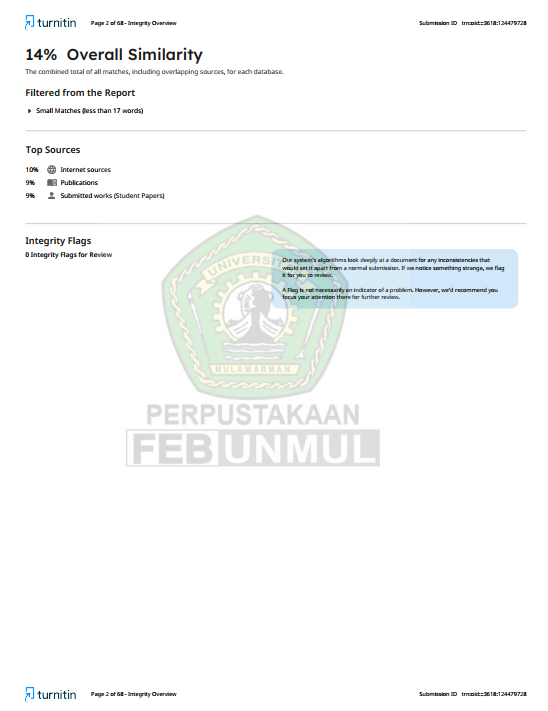 turnitin Page 2 of 68 - Integrity Overview Submission ID trn:oid:::3618:124479728
14% Overall Similarity
The combined total of all matches, including overlapping sources, for each database.
Filtered from the Report
Small Matches (less than 17 words)
Top Sources
10% Internet sources
9% Publications
9% Submitted works (Student Papers)
Integrity Flags
0 Integrity Flags for Review
Our system's algorithms look deeply at a document for any inconsistencies that
would set it apart from a normal submission. If we notice something strange, we flag
it for you to review.
A Flag is not necessarily an indicator of a problem. However, we'd recommend you
focus your attention there for further review.
UNIVERSITAS
MULAWARMAN
PERPUSTAKAAN
FEB UNMUL
turnitin Page 2 of 68 - Integrity Overview Submission ID trn:oid:::3618:124479728